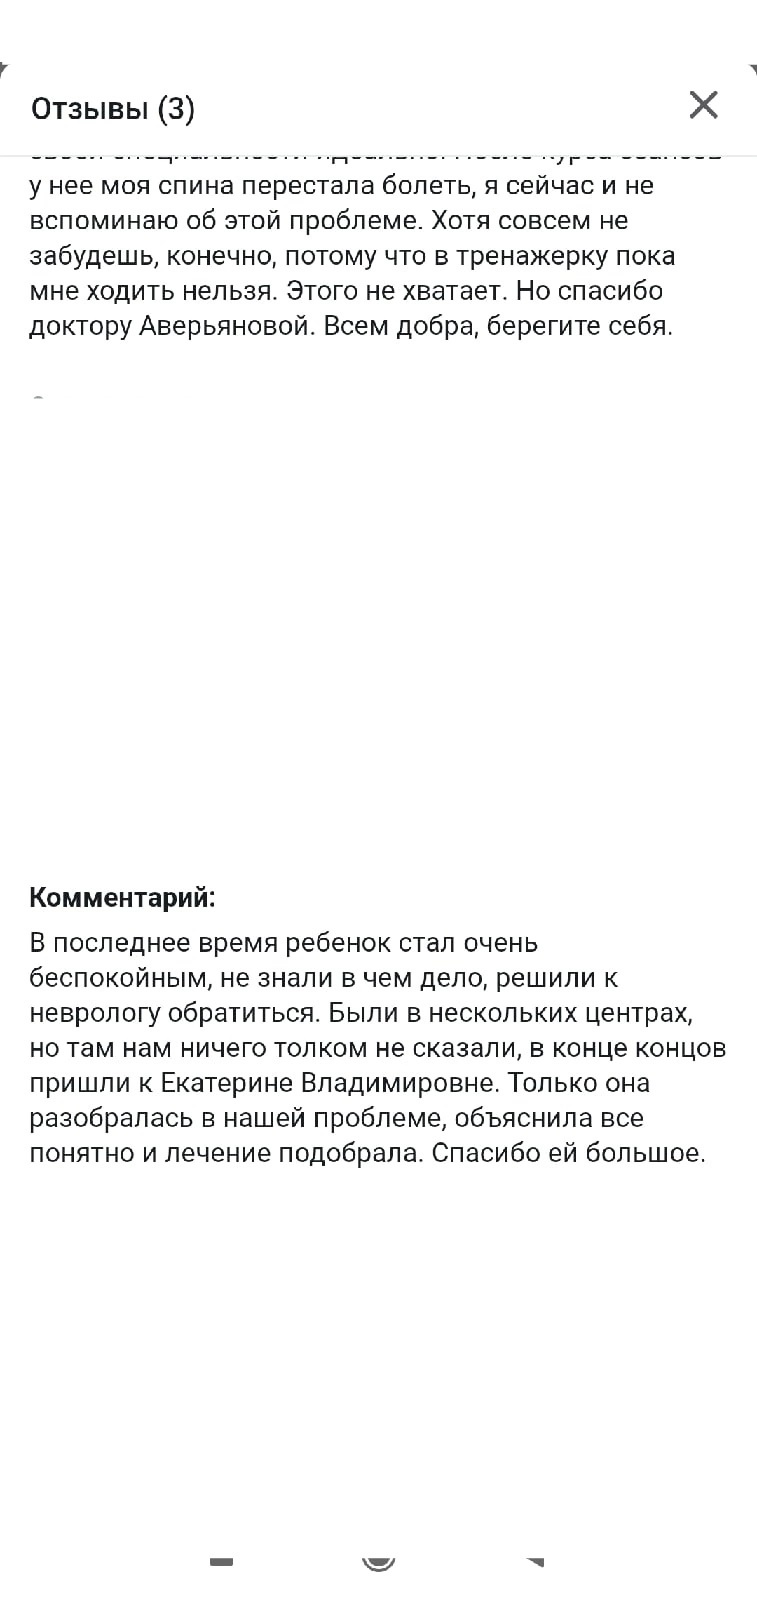 Отзывы (3)
у нее моя спина перестала болеть, я сейчас и не
вспоминаю об этой проблеме. Хотя совсем не
забудешь, конечно, потому что в тренажерку пока
мне ходить нельзя. Этого не хватает. Но спасибо
доктору Аверьяновой. Всем добра, берегите себя.
Комментарий:
В последнее время ребенок стал очень
беспокойным, не знали в чем дело, решили к
неврологу обратиться. Были в нескольких центрах,
но там нам ничего толком не сказали, в конце концов
пришли к Екатерине Владимировне. Только она
разобралась в нашей проблеме, объяснила все
понятно и лечение подобрала. Спасибо ей большое.